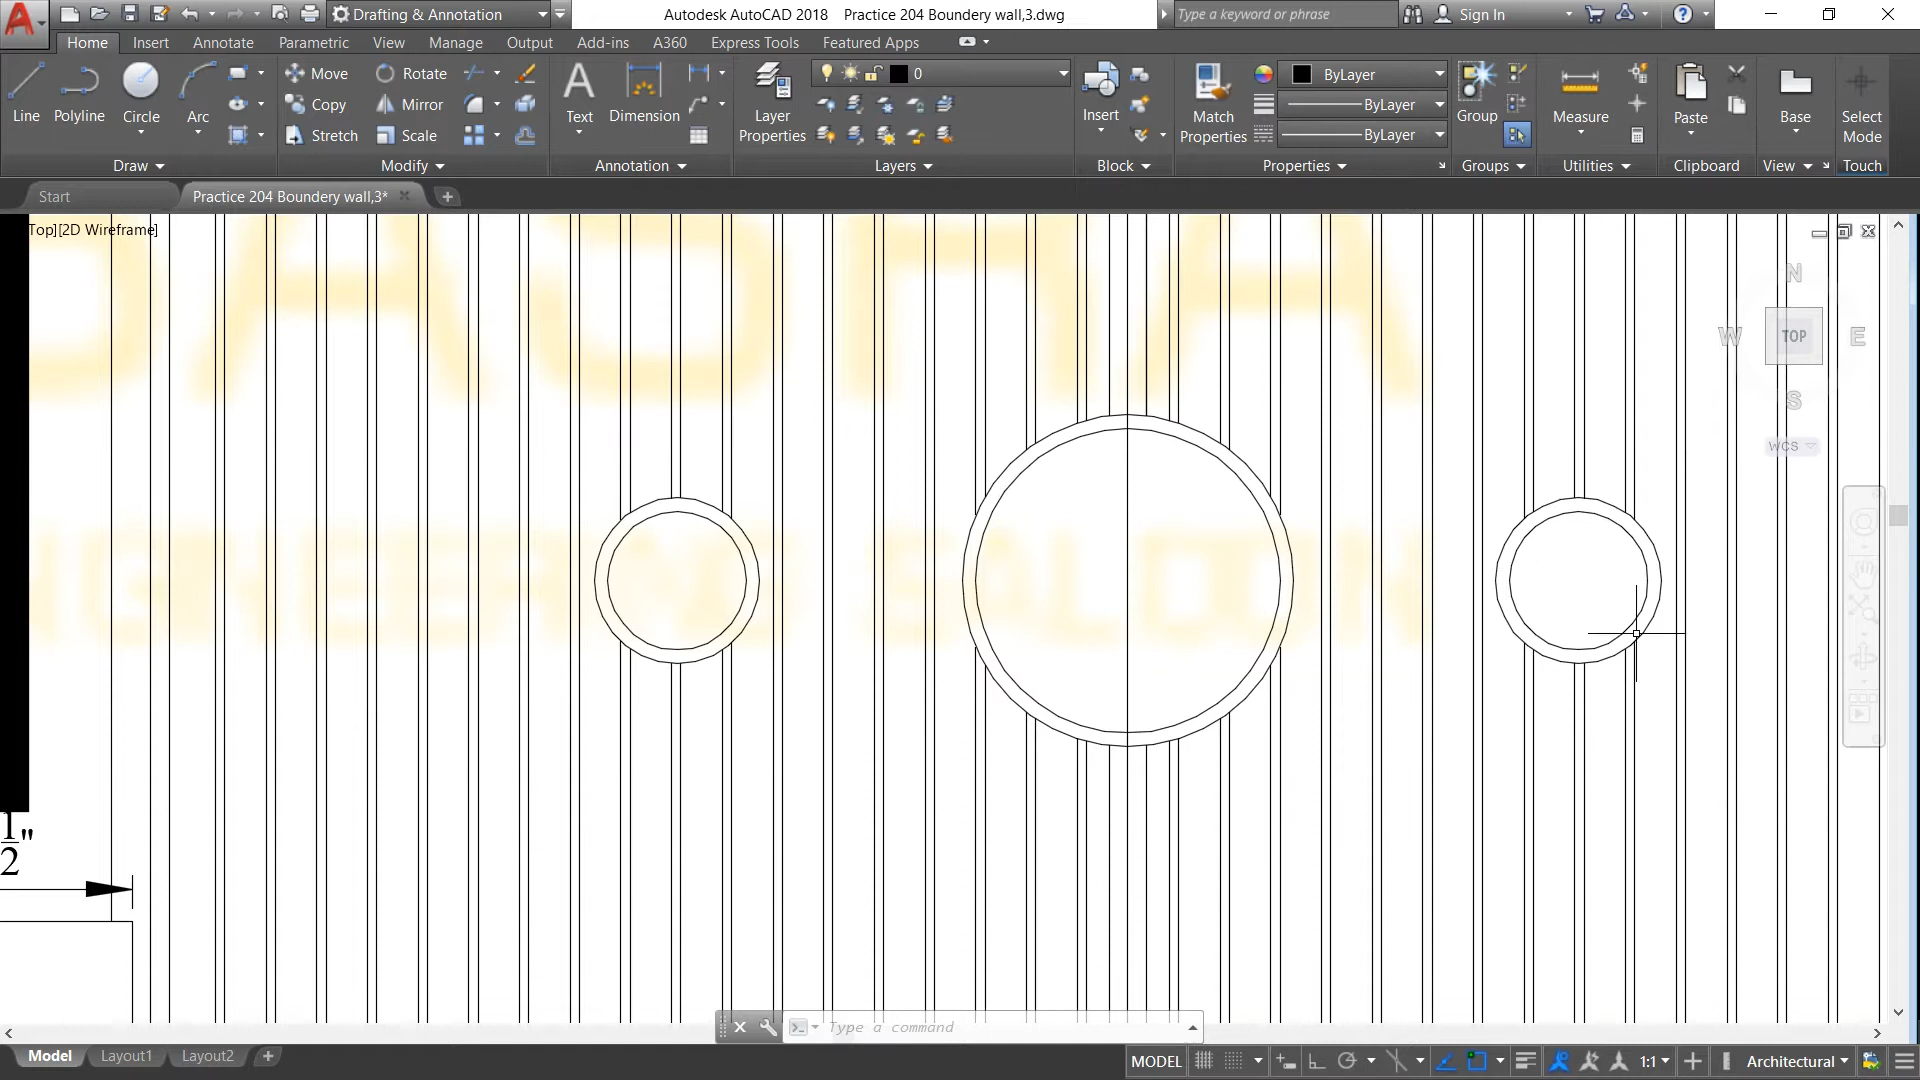 Drafting & Annotation
Autodesk AutoCAD 2018   Practice 204 Boundery wall,3.dwg
Type a keyword or phrase
Sign In
Home Insert Annotate Parametric View Manage Output Add-ins A360 Express Tools Featured Apps
Line Polyline Circle Arc
Move Rotate
Copy Mirror
Stretch Scale
Text Dimension
Layer Properties
0
Insert
Match Properties
ByLayer
ByLayer
ByLayer
Group
Measure
Paste
Base
Select Mode
Draw Modify Annotation Layers Block Properties Groups Utilities Clipboard View Touch
Start
Practice 204 Boundery wall,3*
Top][2D Wireframe]
DASHA
NGINEERING SALOON
N
W TOP E
S
WCS
1/2"
Type a command
Model Layout1 Layout2
MODEL
1:1
Architectural